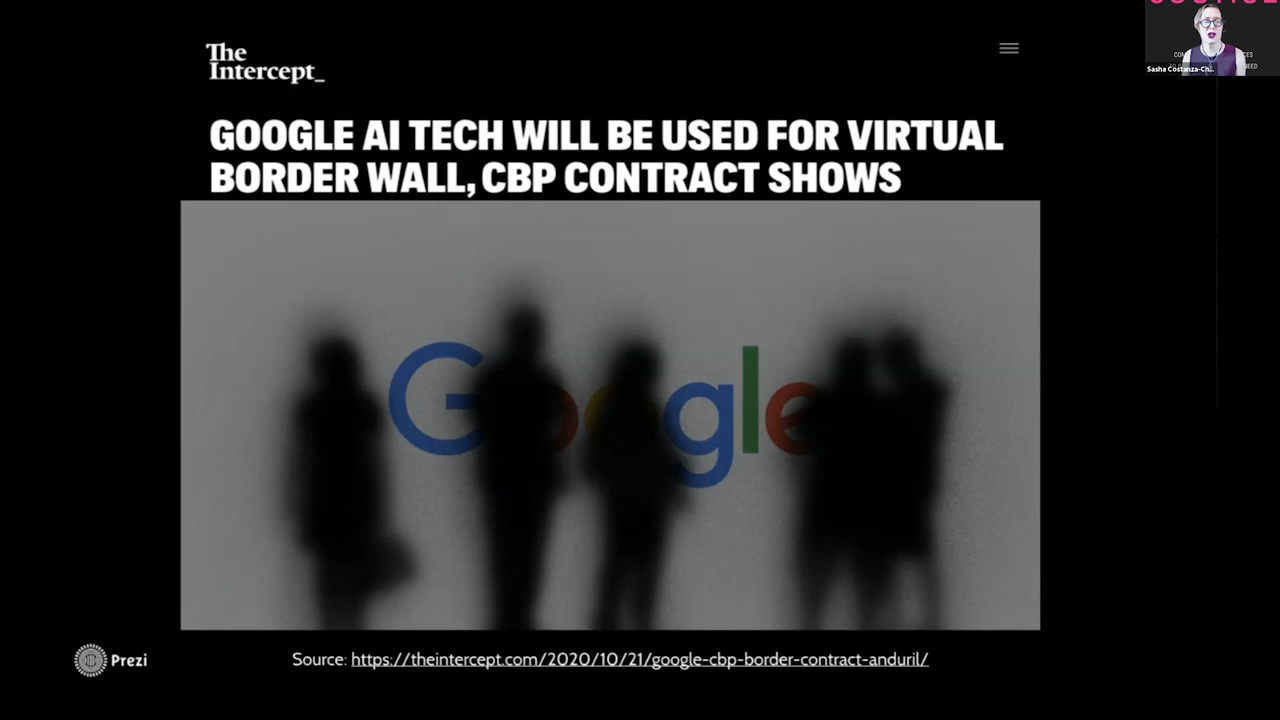 The
Intercept_
GOOGLE AI TECH WILL BE USED FOR VIRTUAL
BORDER WALL, CBP CONTRACT SHOWS
Google
Prezi
Source: https://theintercept.com/2020/10/21/google-cbp-border-contract-anduril/
Sasha Costanza-Ch...